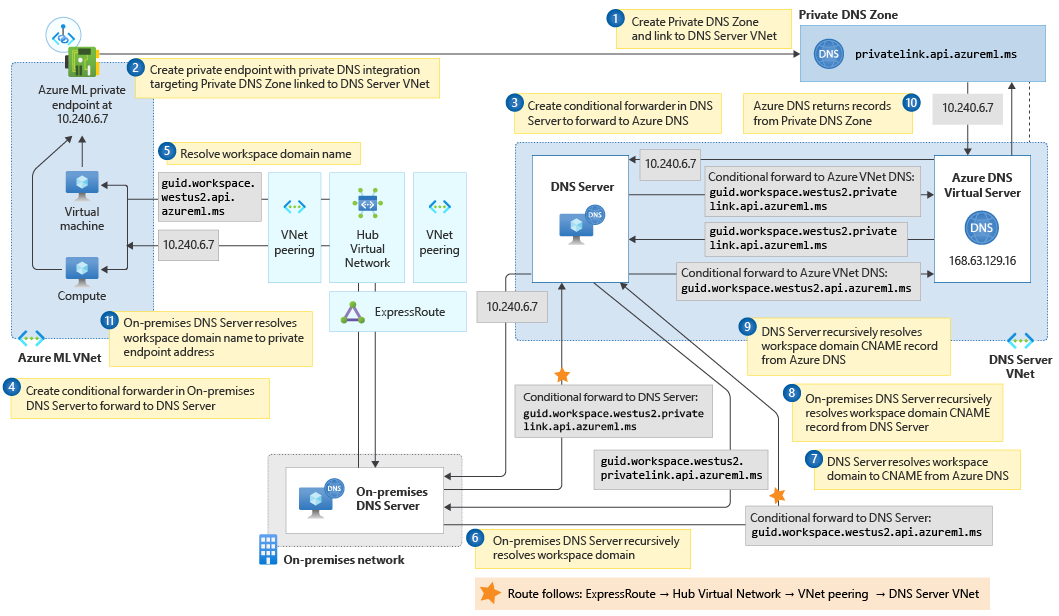 1
Create Private DNS Zone
and link to DNS Server VNet
Private DNS Zone
DNS
privatelink.api.azureml.ms
2
Create private endpoint with private DNS integration
targeting Private DNS Zone linked to DNS Server VNet
Azure ML private
endpoint at
10.240.6.7
3
Create conditional forwarder in DNS
Server to forward to Azure DNS
Azure DNS returns records
from Private DNS Zone
10
10.240.6.7
5
Resolve workspace domain name
guid.workspace.
westus2.api.
azureml.ms
10.240.6.7
Virtual
machine
Compute
VNet
peering
Hub
Virtual
Network
VNet
peering
ExpressRoute
DNS Server
DNS
10.240.6.7
Conditional forward to Azure VNet DNS:
guid.workspace.westus2.private
link.api.azureml.ms
guid.workspace.westus2.private
link.api.azureml.ms
Conditional forward to Azure VNet DNS:
guid.workspace.westus2.api.azureml.ms
Azure DNS
Virtual Server
DNS
168.63.129.16
10.240.6.7
11
On-premises DNS Server resolves
workspace domain name to private
endpoint address
Azure ML VNet
9
DNS Server recursively resolves
workspace domain CNAME record
from Azure DNS
DNS Server
VNet
4
Create conditional forwarder in On-premises
DNS Server to forward to DNS Server
Conditional forward to DNS Server:
guid.workspace.westus2.private
link.api.azureml.ms
8
On-premises DNS Server recursively
resolves workspace domain CNAME
record from DNS Server
guid.workspace.westus2.
privatelink.api.azureml.ms
7
DNS Server resolves workspace
domain to CNAME from Azure DNS
DNS
On-premises
DNS Server
On-premises network
Conditional forward to DNS Server:
guid.workspace.westus2.api.azureml.ms
6
On-premises DNS Server recursively
resolves workspace domain
Route follows: ExpressRoute → Hub Virtual Network → VNet peering → DNS Server VNet